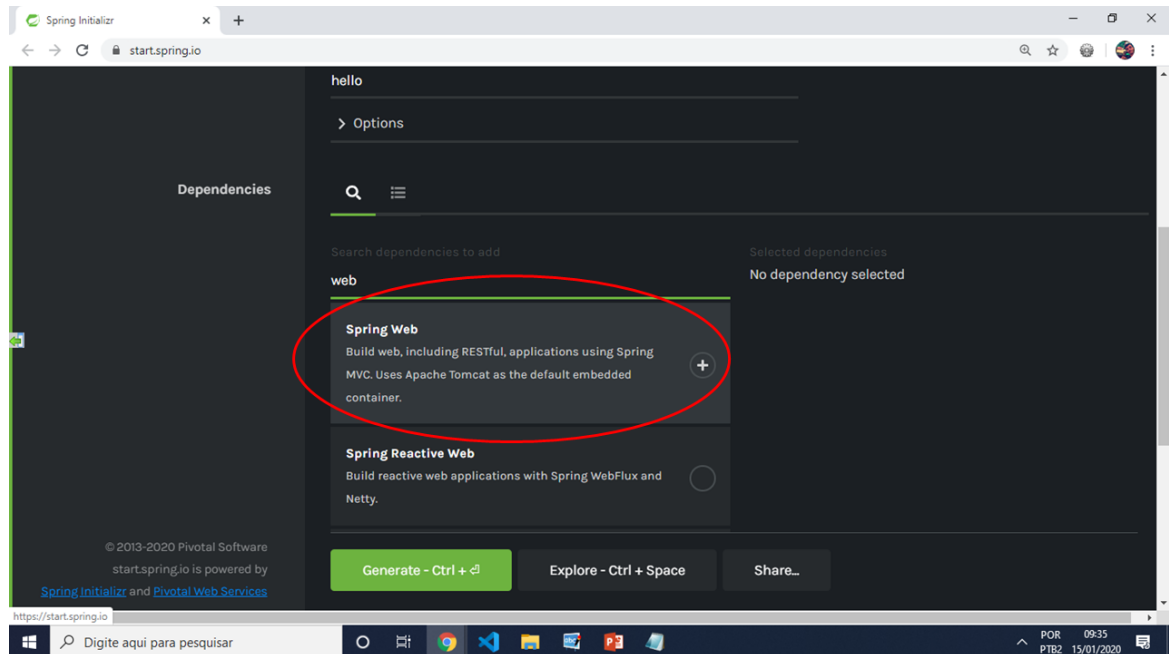 Spring Initializr
start.spring.io
hello
Options
Dependencies
Search dependencies to add
web
Selected dependencies
No dependency selected
Spring Web
Build web, including RESTful, applications using Spring
MVC. Uses Apache Tomcat as the default embedded
container.
Spring Reactive Web
Build reactive web applications with Spring WebFlux and
Netty.
© 2013-2020 Pivotal Software
start.spring.io is powered by
Spring Initializr and Pivotal Web Services
Generate - Ctrl + ⏎
Explore - Ctrl + Space
Share...
https://start.spring.io
Digite aqui para pesquisar
POR
PTB2
09:35
15/01/2020